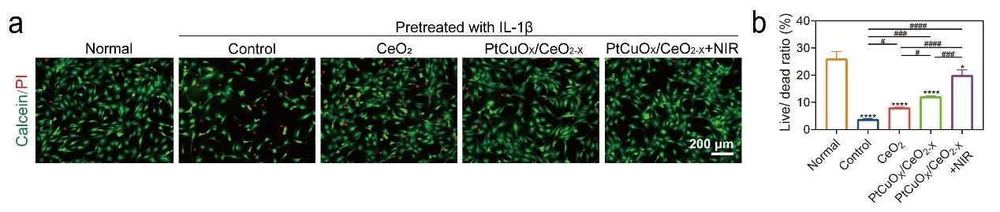 a
Pretreated with IL-1β
Normal
Control
CeO₂
PtCuOₓ/CeO₂₋ₓ
PtCuOₓ/CeO₂₋ₓ+NIR
Calcein/PI
200 µm
b
Live/ dead ratio (%)
40
30
20
10
0
####
###
#
####
#
###
****
****
****
*
Normal
Control
CeO₂
PtCuOₓ/CeO₂₋ₓ
PtCuOₓ/CeO₂₋ₓ
+NIR